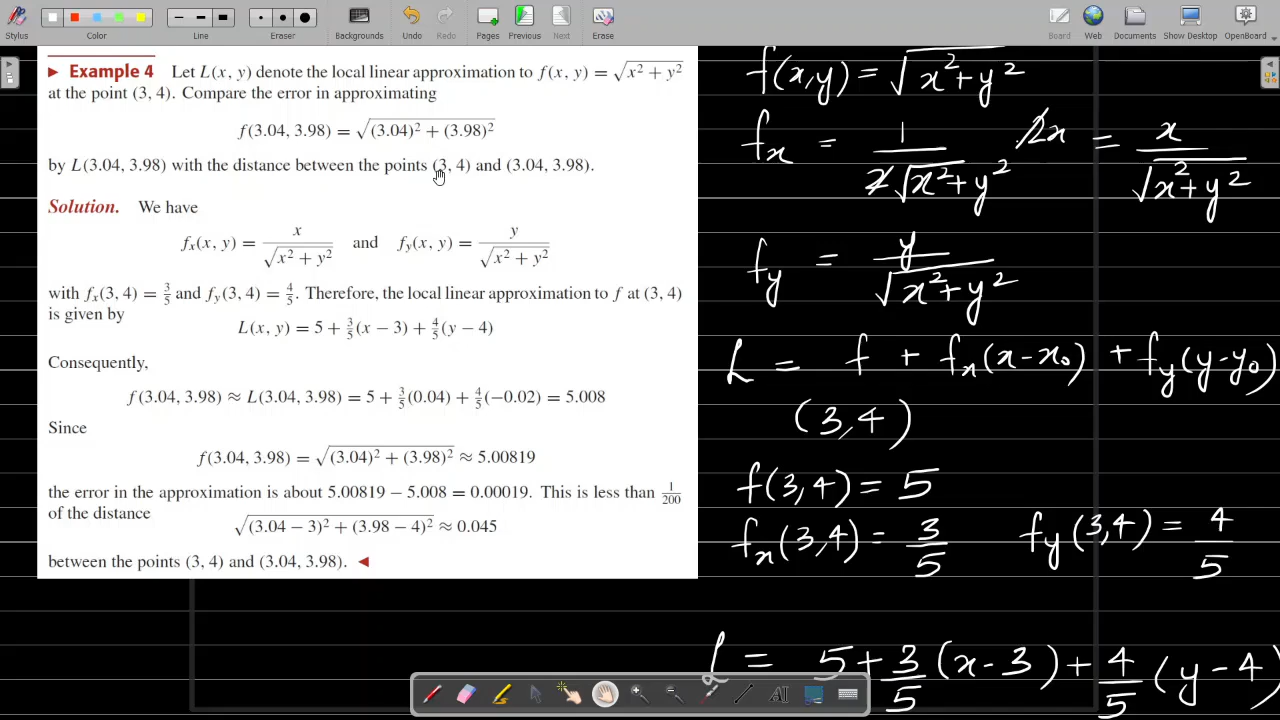 Stylus Color Line Eraser Backgrounds Undo Redo Pages Previous Next Erase Board Web Documents Show Desktop OpenBoard
▶ Example 4 Let L(x, y) denote the local linear approximation to f(x, y) = √(x² + y²)
at the point (3, 4). Compare the error in approximating
f(3.04, 3.98) = √((3.04)² + (3.98)²)
by L(3.04, 3.98) with the distance between the points (3, 4) and (3.04, 3.98).
Solution. We have
fₓ(x, y) = x/√(x² + y²) and f_y(x, y) = y/√(x² + y²)
with fₓ(3, 4) = 3/5 and f_y(3, 4) = 4/5. Therefore, the local linear approximation to f at (3, 4)
is given by
L(x, y) = 5 + 3/5(x − 3) + 4/5(y − 4)
Consequently,
f(3.04, 3.98) ≈ L(3.04, 3.98) = 5 + 3/5(0.04) + 4/5(−0.02) = 5.008
Since
f(3.04, 3.98) = √((3.04)² + (3.98)²) ≈ 5.00819
the error in the approximation is about 5.00819 − 5.008 = 0.00019. This is less than 1/200
of the distance
√((3.04 − 3)² + (3.98 − 4)²) ≈ 0.045
between the points (3, 4) and (3.04, 3.98). ◀
f(x,y) = √(x²+y²)
fₓ = 1/(2√(x²+y²)) 2x = x/√(x²+y²)
f_y = y/√(x²+y²)
L = f + fₓ(x-x₀) + f_y(y-y₀)
(3,4)
f(3,4) = 5
fₓ(3,4) = 3/5 f_y(3,4) = 4/5
L = 5+3/5(x-3)+4/5(y-4)